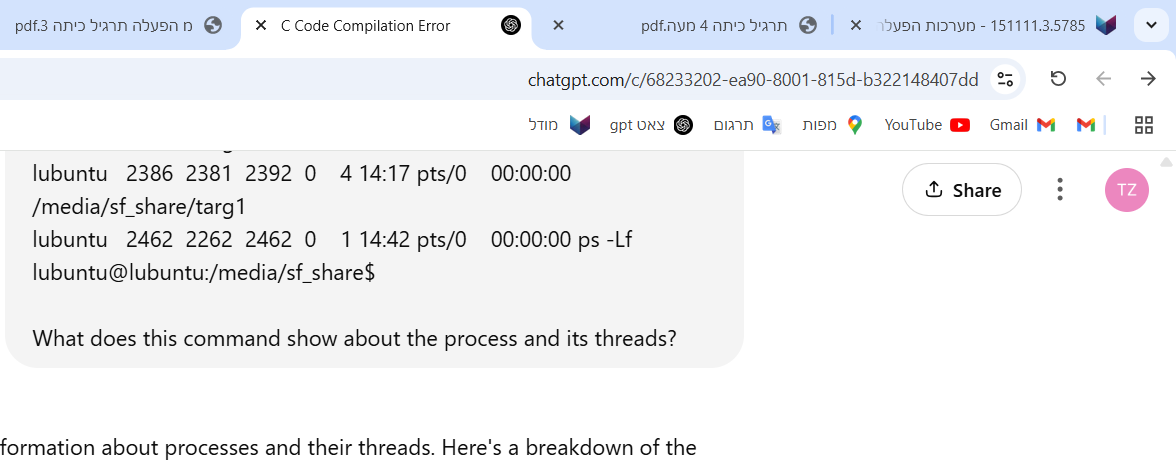 מ הפעלה תרגיל כיתה 3.pdf
C Code Compilation Error
תרגיל כיתה 4 מעה.pdf
151111.3.5785 - מערכות הפעלה
chatgpt.com/c/68233202-ea90-8001-815d-b322148407dd
מודל
צאט gpt
תרגום
מפות
YouTube
Gmail
lubuntu 2386 2381 2392 0 4 14:17 pts/0 00:00:00
/media/sf_share/targ1
lubuntu 2462 2262 2462 0 1 14:42 pts/0 00:00:00 ps -Lf
lubuntu@lubuntu:/media/sf_share$
What does this command show about the process and its threads?
Share
TZ
formation about processes and their threads. Here's a breakdown of the